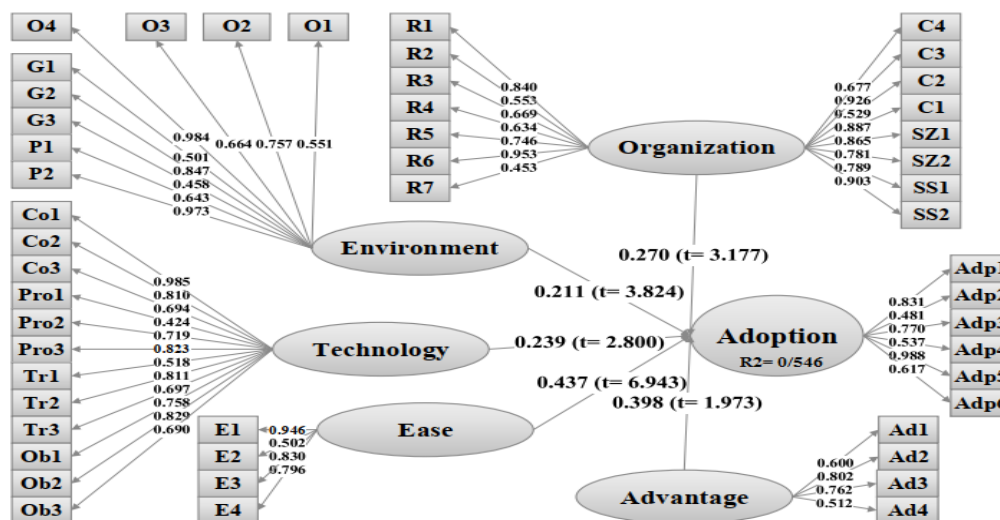 O4 O3 O2 O1
G1
G2
G3
P1
P2
0.984 0.664 0.757 0.551
0.501
0.847
0.458
0.643
0.973
Environment
R1
R2
R3
R4
R5
R6
R7
0.840
0.553
0.669
0.634
0.746
0.953
0.453
Organization
C4
C3
C2
C1
SZ1
SZ2
SS1
SS2
0.677
0.926
0.529
0.887
0.865
0.781
0.789
0.903
Co1
Co2
Co3
Pro1
Pro2
Pro3
Tr1
Tr2
Tr3
Ob1
Ob2
Ob3
0.985
0.810
0.694
0.424
0.719
0.823
0.518
0.811
0.697
0.758
0.829
0.690
Technology
E1
E2
E3
E4
0.946
0.502
0.830
0.796
Ease
0.270 (t= 3.177)
0.211 (t= 3.824)
0.239 (t= 2.800)
0.437 (t= 6.943)
0.398 (t= 1.973)
Adoption
R2= 0/546
0.831
0.481
0.770
0.537
0.988
0.617
Adp1
Adp2
Adp3
Adp4
Adp5
Adp6
Advantage
0.600
0.802
0.762
0.512
Ad1
Ad2
Ad3
Ad4